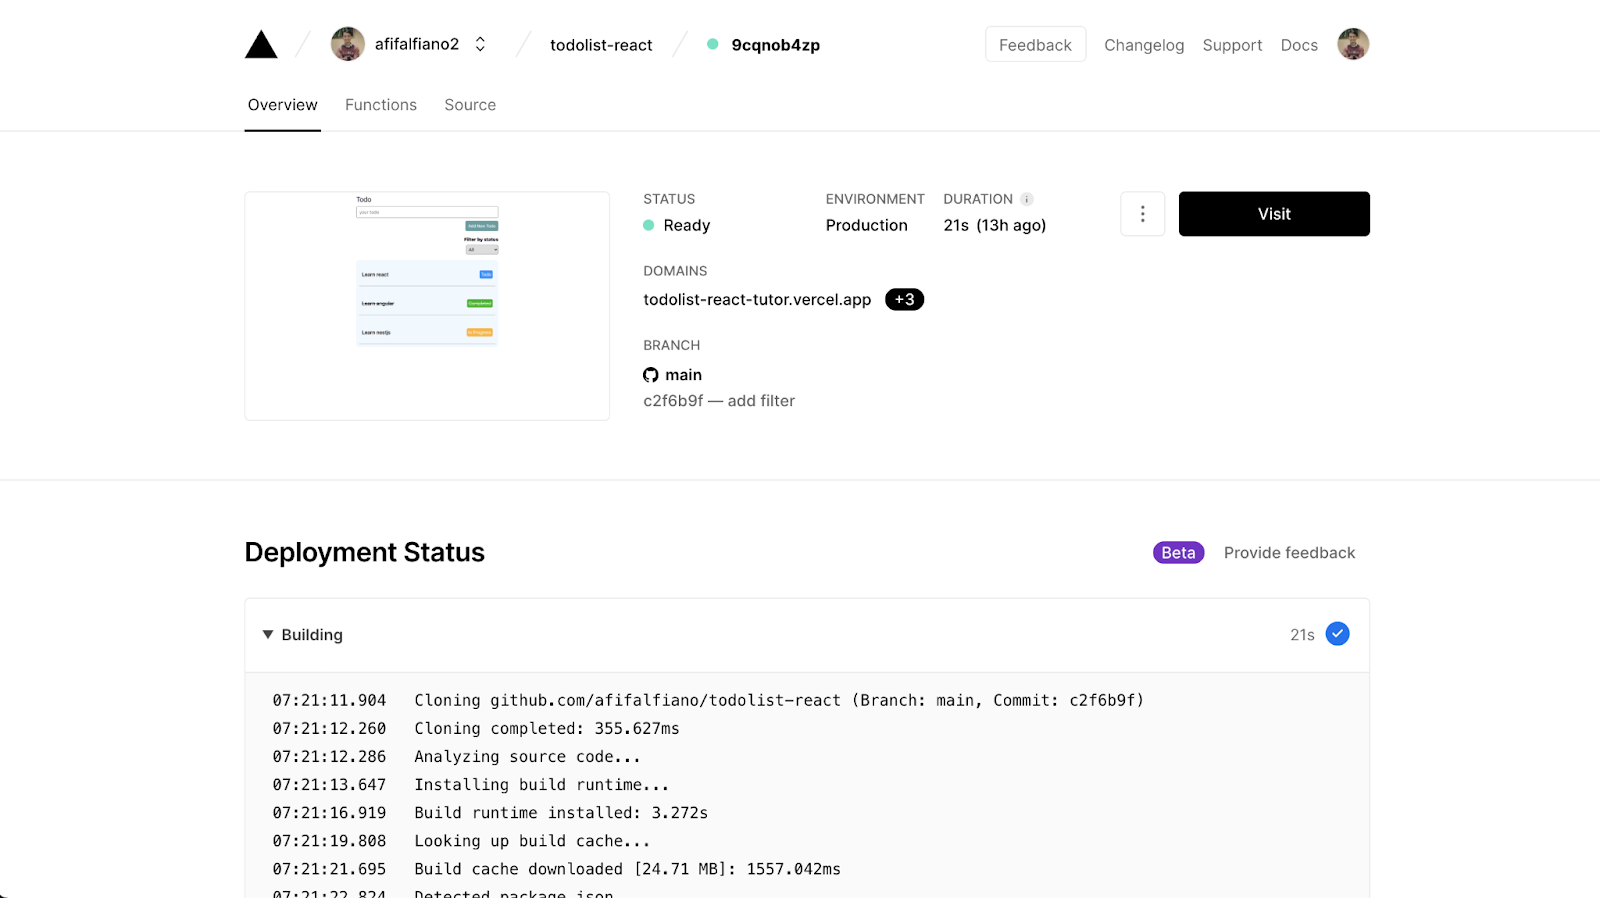 afifalfiano2
todolist-react
9cqnob4zp
Feedback
Changelog
Support
Docs
Overview
Functions
Source
Todo
your todo
Add New Todo
Filter by status
All
Learn react
Todo
Learn angular
Completed
Learn nestjs
In Progress
STATUS
Ready
ENVIRONMENT
Production
DURATION
21s (13h ago)
Visit
DOMAINS
todolist-react-tutor.vercel.app +3
BRANCH
main
c2f6b9f — add filter
Deployment Status
Beta
Provide feedback
Building
21s
07:21:11.904 Cloning github.com/afifalfiano/todolist-react (Branch: main, Commit: c2f6b9f)
07:21:12.260 Cloning completed: 355.627ms
07:21:12.286 Analyzing source code...
07:21:13.647 Installing build runtime...
07:21:16.919 Build runtime installed: 3.272s
07:21:19.808 Looking up build cache...
07:21:21.695 Build cache downloaded [24.71 MB]: 1557.042ms
07:21:22.824 Detected package.json